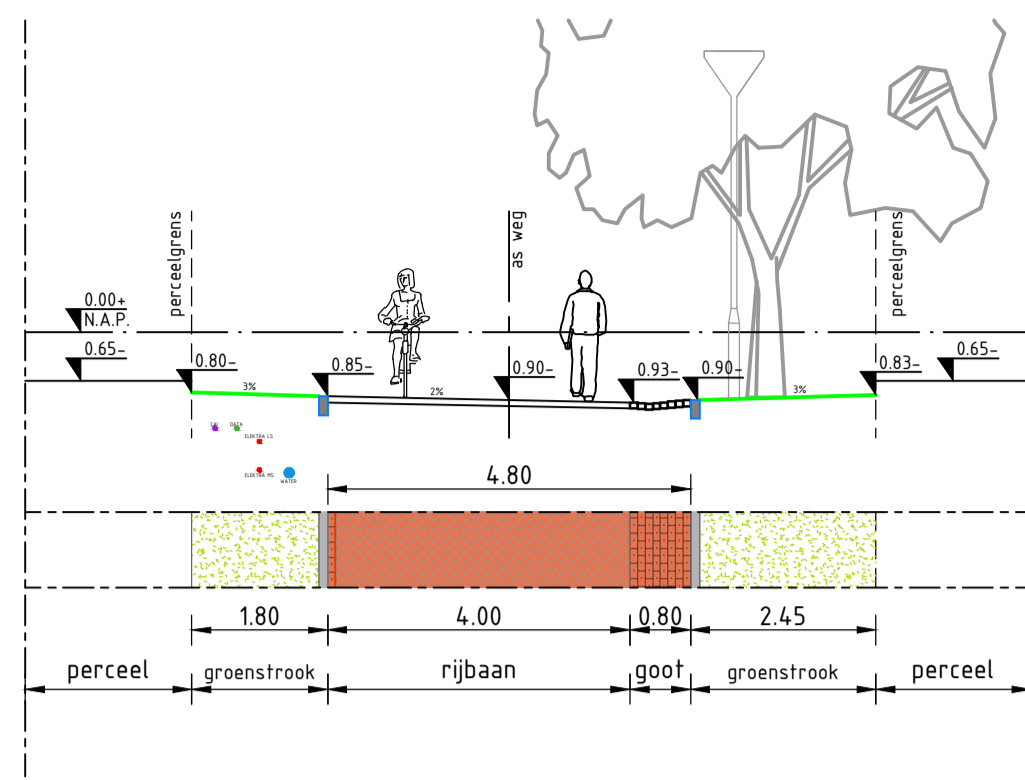 perceelgrens
as weg
perceelgrens
0.00+
N.A.P.
0.65-
0.80-
0.85-
0.90-
0.93-
0.90-
0.83-
0.65-
3%
2%
3%
CAI DATA
ELEKTRA LS
ELEKTRA MS
WATER
4.80
1.80 4.00 0.80 2.45
perceel groenstrook rijbaan goot groenstrook perceel